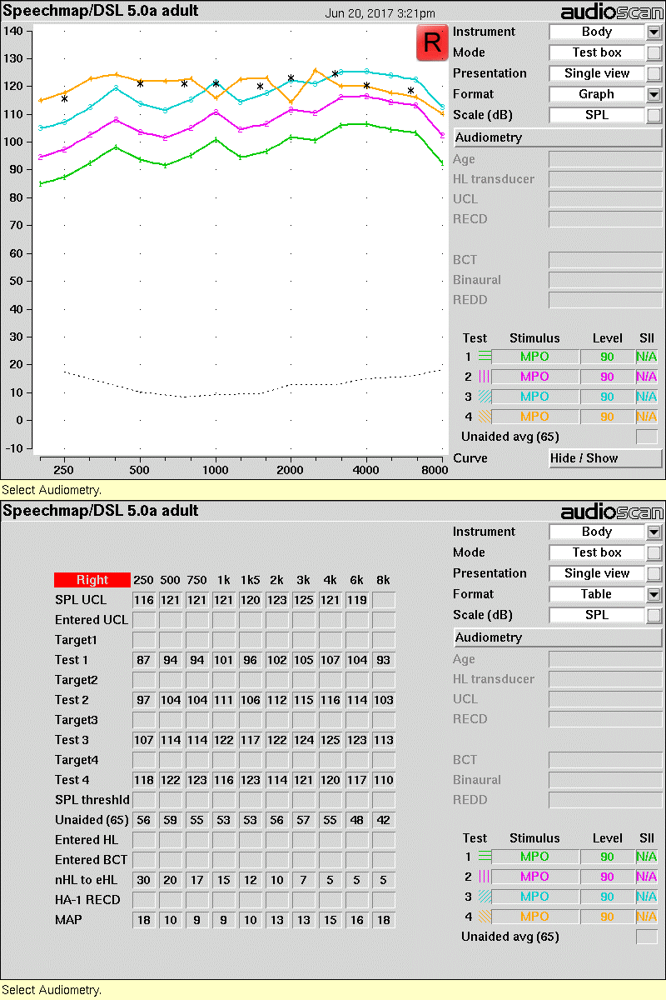 Speechmap/DSL 5.0a adult
Jun 20, 2017 3:21pm
audioscan
140
130
120
110
100
90
80
70
60
50
40
30
20
10
0
-10
250 500 1000 2000 4000 8000
R
Instrument Body
Mode Test box
Presentation Single view
Format Graph
Scale (dB) SPL
Audiometry
Age
HL transducer
UCL
RECD
BCT
Binaural
REDD
Test Stimulus Level SII
1 MPO 90 N/A
2 MPO 90 N/A
3 MPO 90 N/A
4 MPO 90 N/A
Unaided avg (65)
Curve Hide / Show
Select Audiometry.
Speechmap/DSL 5.0a adult
audioscan
Right 250 500 750 1k 1k5 2k 3k 4k 6k 8k
SPL UCL 116 121 121 121 120 123 125 121 119
Entered UCL
Target1
Test 1 87 94 94 101 96 102 105 107 104 93
Target2
Test 2 97 104 104 111 106 112 115 116 114 103
Target3
Test 3 107 114 114 122 117 122 124 125 123 113
Target4
Test 4 118 122 123 116 123 114 121 120 117 110
SPL threshld
Unaided (65) 56 59 55 53 53 56 57 55 48 42
Entered HL
Entered BCT
nHL to eHL 30 20 17 15 12 10 7 5 5 5
HA-1 RECD
MAP 18 10 9 9 10 13 13 15 16 18
Instrument Body
Mode Test box
Presentation Single view
Format Table
Scale (dB) SPL
Audiometry
Age
HL transducer
UCL
RECD
BCT
Binaural
REDD
Test Stimulus Level SII
1 MPO 90 N/A
2 MPO 90 N/A
3 MPO 90 N/A
4 MPO 90 N/A
Unaided avg (65)
Select Audiometry.